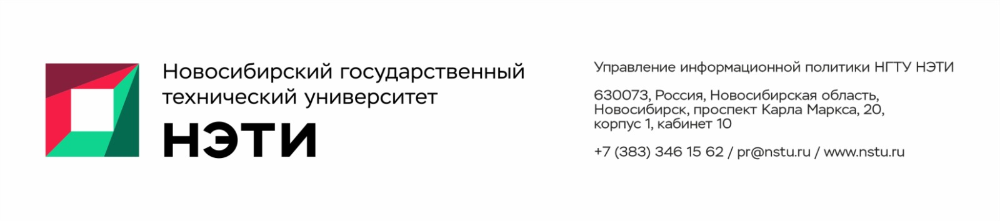 Новосибирский государственный
технический университет
НЭТИ
Управление информационной политики НГТУ НЭТИ
630073, Россия, Новосибирская область,
Новосибирск, проспект Карла Маркса, 20,
корпус 1, кабинет 10
+7 (383) 346 15 62 / pr@nstu.ru / www.nstu.ru